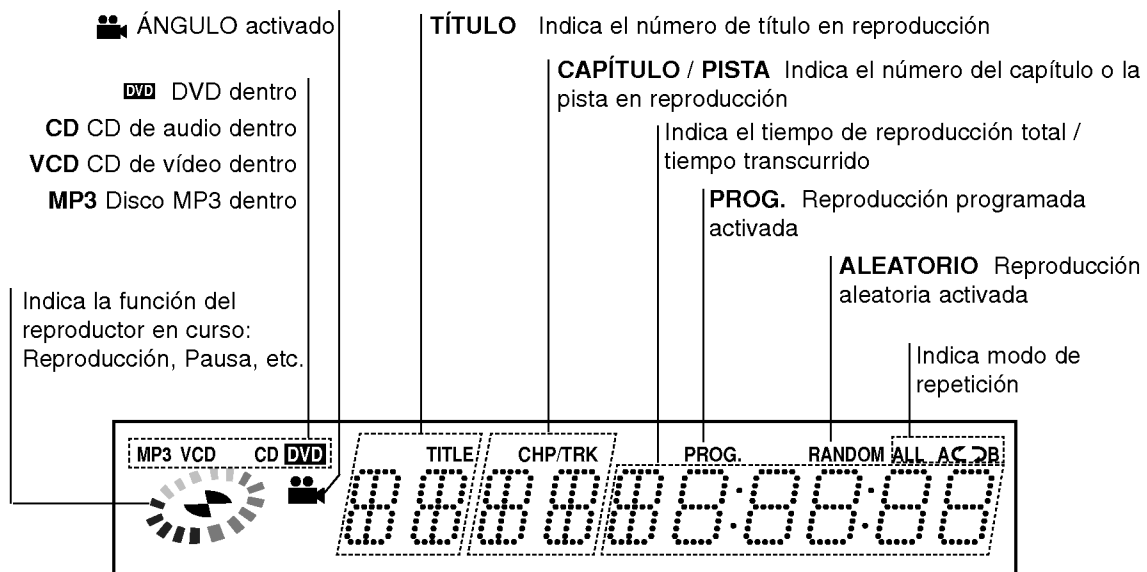 ÁNGULO activado
TÍTULO Indica el número de título en reproducción
CAPÍTULO / PISTA Indica el número del capítulo o la
pista en reproducción
DVD DVD dentro
CD CD de audio dentro
VCD CD de vídeo dentro
MP3 Disco MP3 dentro
Indica el tiempo de reproducción total /
tiempo transcurrido
PROG. Reproducción programada
activada
ALEATORIO Reproducción
aleatoria activada
Indica la función del
reproductor en curso:
Reproducción, Pausa, etc.
Indica modo de
repetición
MP3 VCD CD DVD TITLE CHP/TRK PROG. RANDOM ALL A B